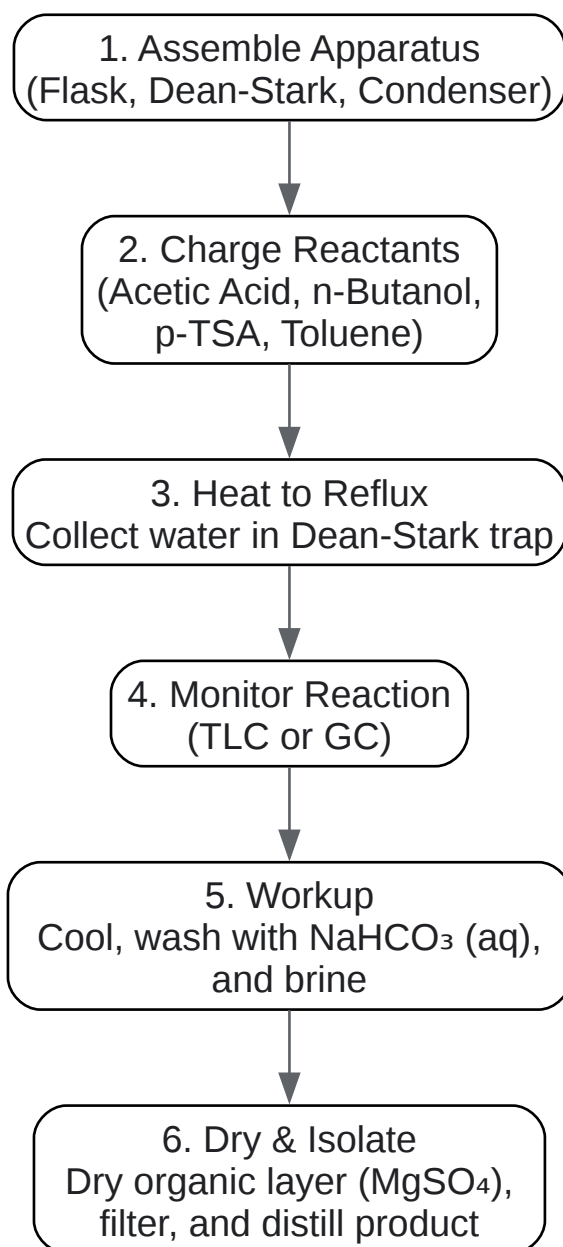 1. Assemble Apparatus
(Flask, Dean-Stark, Condenser)
2. Charge Reactants
(Acetic Acid, n-Butanol,
p-TSA, Toluene)
3. Heat to Reflux
Collect water in Dean-Stark trap
4. Monitor Reaction
(TLC or GC)
5. Workup
Cool, wash with NaHCO₃ (aq),
and brine
6. Dry & Isolate
Dry organic layer (MgSO₄),
filter, and distill product